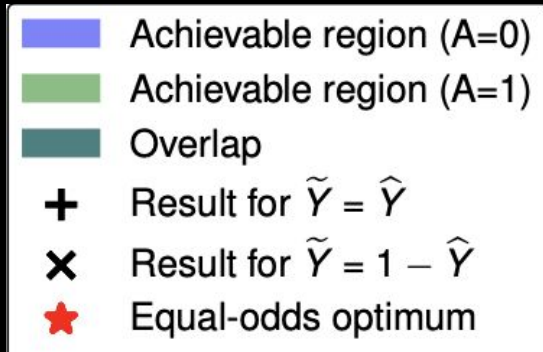 Achievable region (A=0)
Achievable region (A=1)
Overlap
Result for Ỹ = Ŷ
Result for Ỹ = 1 − Ŷ
Equal-odds optimum